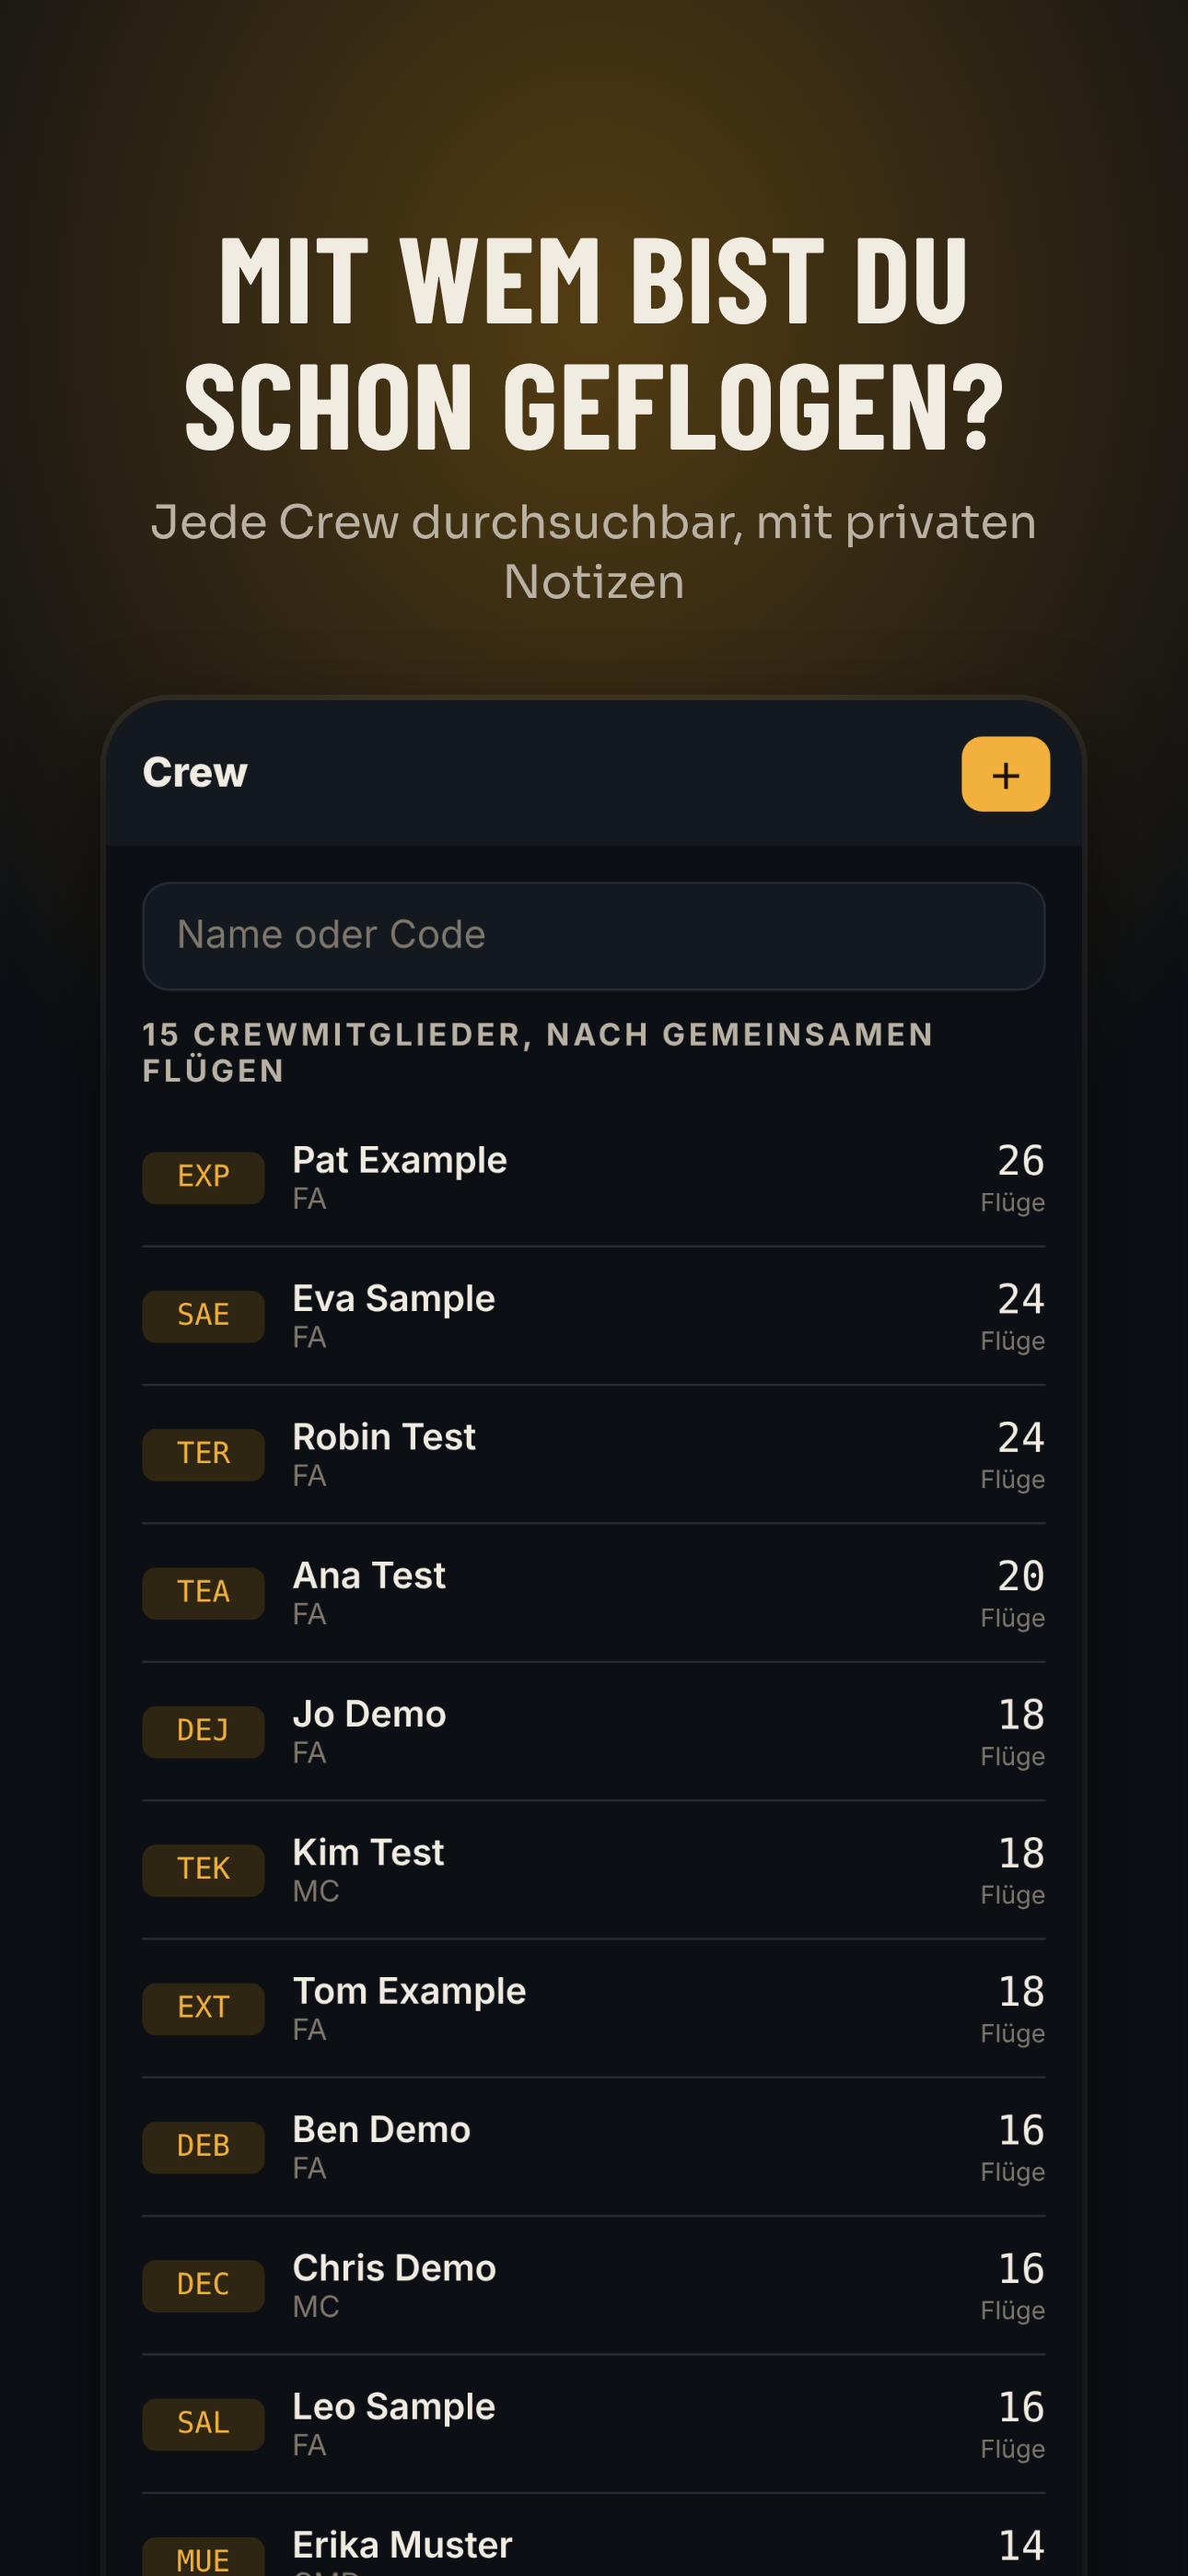 MIT WEM BIST DU
SCHON GEFLOGEN?
Jede Crew durchsuchbar, mit privaten
Notizen
Crew
+
Name oder Code
15 CREWMITGLIEDER, NACH GEMEINSAMEN
FLÜGEN
EXP Pat Example 26
FA Flüge
SAE Eva Sample 24
FA Flüge
TER Robin Test 24
FA Flüge
TEA Ana Test 20
FA Flüge
DEJ Jo Demo 18
FA Flüge
TEK Kim Test 18
MC Flüge
EXT Tom Example 18
FA Flüge
DEB Ben Demo 16
FA Flüge
DEC Chris Demo 16
MC Flüge
SAL Leo Sample 16
FA Flüge
MUE Erika Muster 14